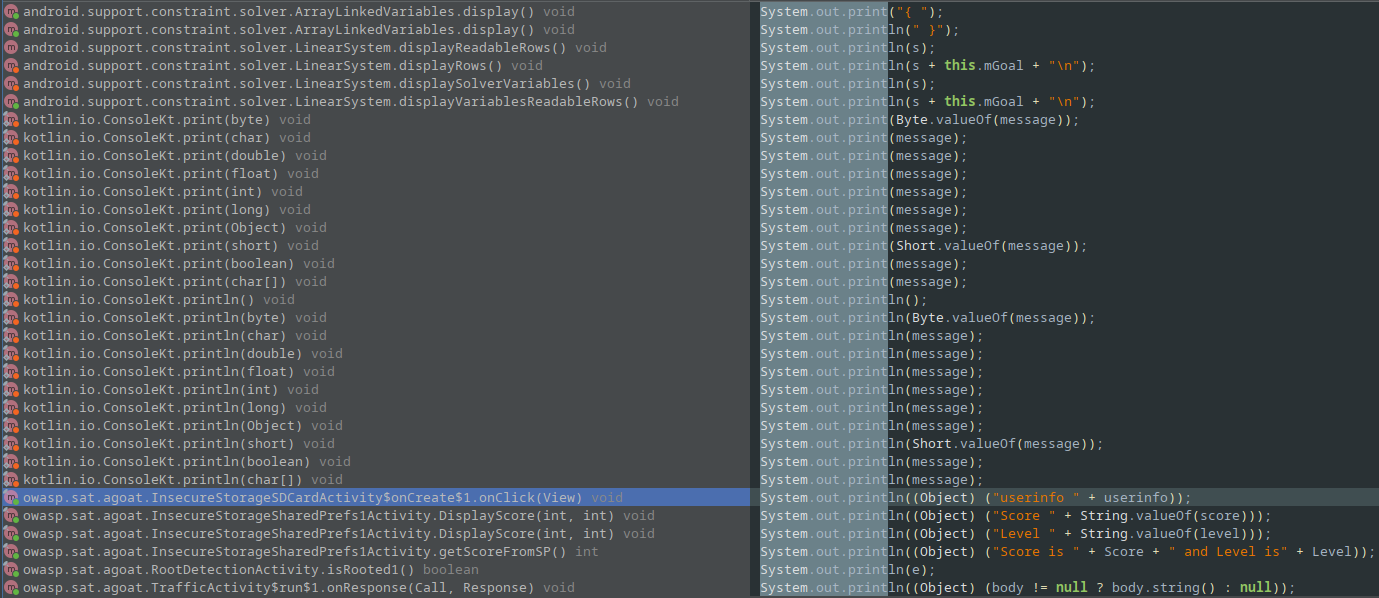 android.support.constraint.solver.ArrayLinkedVariables.display() void System.out.print("{ ");
android.support.constraint.solver.ArrayLinkedVariables.display() void System.out.println(" }");
android.support.constraint.solver.LinearSystem.displayReadableRows() void System.out.println(s);
android.support.constraint.solver.LinearSystem.displayRows() void System.out.println(s + this.mGoal + "\n");
android.support.constraint.solver.LinearSystem.displaySolverVariables() void System.out.println(s);
android.support.constraint.solver.LinearSystem.displayVariablesReadableRows() void System.out.println(s + this.mGoal + "\n");
kotlin.io.ConsoleKt.print(byte) void System.out.print(Byte.valueOf(message));
kotlin.io.ConsoleKt.print(char) void System.out.print(message);
kotlin.io.ConsoleKt.print(double) void System.out.print(message);
kotlin.io.ConsoleKt.print(float) void System.out.print(message);
kotlin.io.ConsoleKt.print(int) void System.out.print(message);
kotlin.io.ConsoleKt.print(long) void System.out.print(message);
kotlin.io.ConsoleKt.print(Object) void System.out.print(message);
kotlin.io.ConsoleKt.print(short) void System.out.print(Short.valueOf(message));
kotlin.io.ConsoleKt.print(boolean) void System.out.print(message);
kotlin.io.ConsoleKt.print(char[]) void System.out.print(message);
kotlin.io.ConsoleKt.println() void System.out.println();
kotlin.io.ConsoleKt.println(byte) void System.out.println(Byte.valueOf(message));
kotlin.io.ConsoleKt.println(char) void System.out.println(message);
kotlin.io.ConsoleKt.println(double) void System.out.println(message);
kotlin.io.ConsoleKt.println(float) void System.out.println(message);
kotlin.io.ConsoleKt.println(int) void System.out.println(message);
kotlin.io.ConsoleKt.println(long) void System.out.println(message);
kotlin.io.ConsoleKt.println(Object) void System.out.println(message);
kotlin.io.ConsoleKt.println(short) void System.out.println(Short.valueOf(message));
kotlin.io.ConsoleKt.println(boolean) void System.out.println(message);
kotlin.io.ConsoleKt.println(char[]) void System.out.println(message);
owasp.sat.agoat.InsecureStorageSDCardActivity$onCreate$1.onClick(View) void System.out.println((Object) ("userinfo " + userinfo));
owasp.sat.agoat.InsecureStorageSharedPrefs1Activity.DisplayScore(int, int) void System.out.println((Object) ("Score " + String.valueOf(score)));
owasp.sat.agoat.InsecureStorageSharedPrefs1Activity.DisplayScore(int, int) void System.out.println((Object) ("Level " + String.valueOf(level)));
owasp.sat.agoat.InsecureStorageSharedPrefs1Activity.getScoreFromSP() int System.out.println((Object) ("Score is " + Score + " and Level is" + Level));
owasp.sat.agoat.RootDetectionActivity.isRooted1() boolean System.out.println(e);
owasp.sat.agoat.TrafficActivity$run$1.onResponse(Call, Response) void System.out.println((Object) (body != null ? body.string() : null));